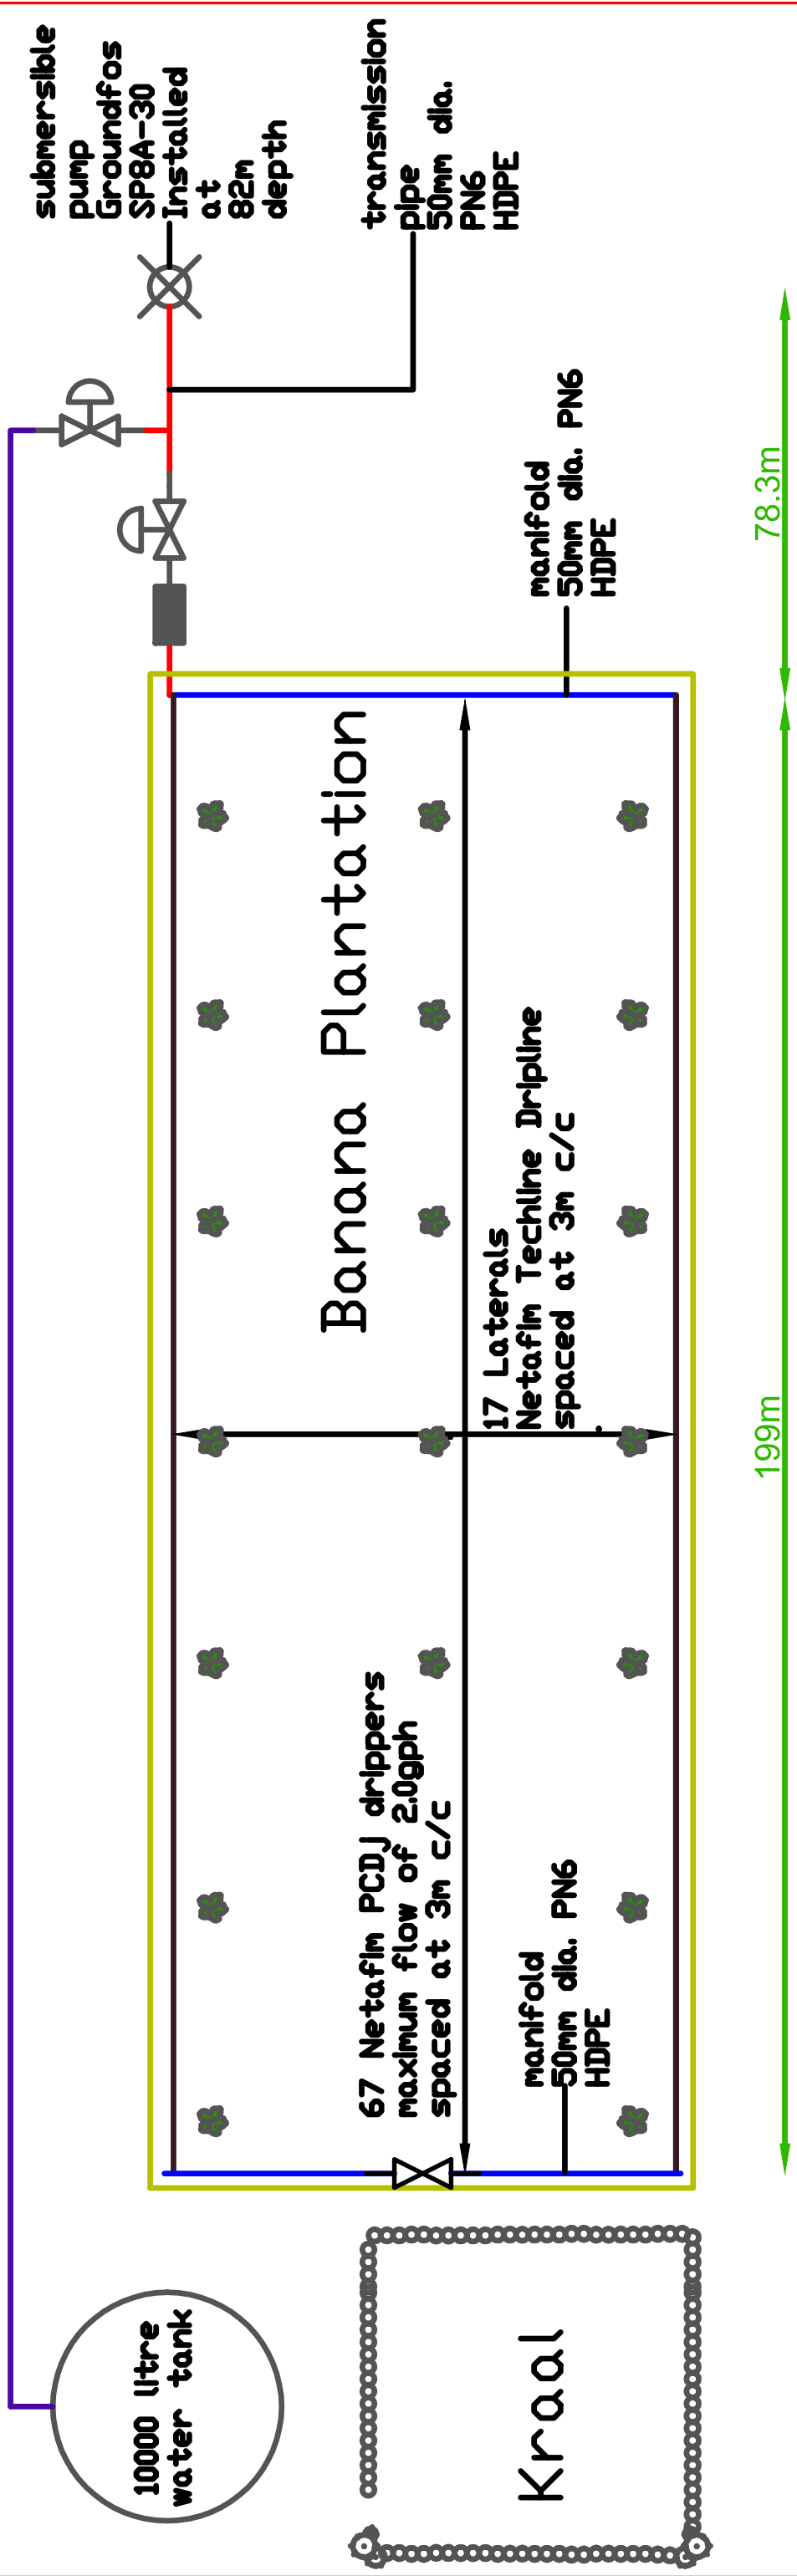 submersible
pump
Groundfos
SP8A-30
Installed
at
82m
depth
transmission
pipe
50mm dia.
PN6
HDPE
manifold
50mm dia. PN6
HDPE
78.3m
Banana Plantation
17 Laterals
Netafim Techline Dripline
spaced at 3m c/c
199m
67 Netafim PCDJ drippers
maximum flow of 2.0gph
spaced at 3m c/c
manifold
50mm dia. PN6
HDPE
10000 litre
water tank
Kraal